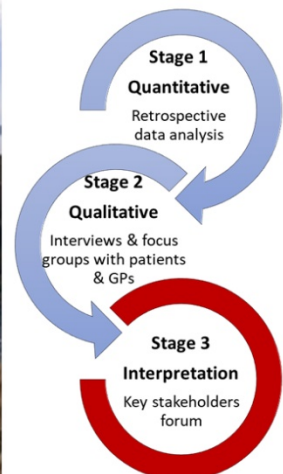 Stage 1
Quantitative
Retrospective
data analysis
Stage 2
Qualitative
Interviews & focus
groups with patients
& GPs
Stage 3
Interpretation
Key stakeholders
forum